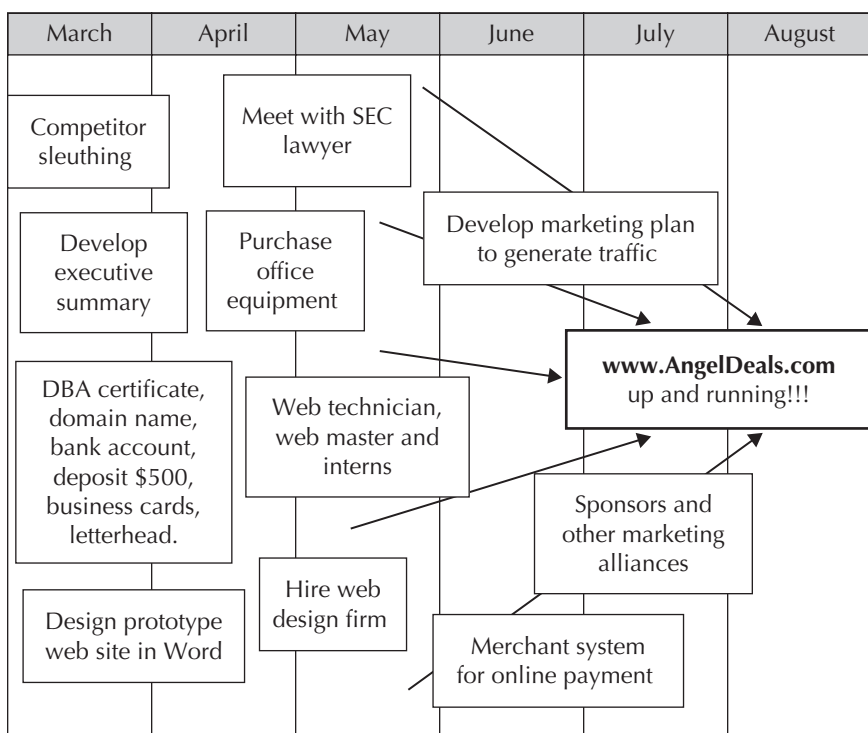 March April May June July August
Competitor
sleuthing
Meet with SEC
lawyer
Develop
executive
summary
Purchase
office
equipment
Develop marketing plan
to generate traffic
www.AngelDeals.com
up and running!!!
DBA certificate,
domain name,
bank account,
deposit $500,
business cards,
letterhead.
Web technician,
web master and
interns
Sponsors and
other marketing
alliances
Design prototype
web site in Word
Hire web
design firm
Merchant system
for online payment